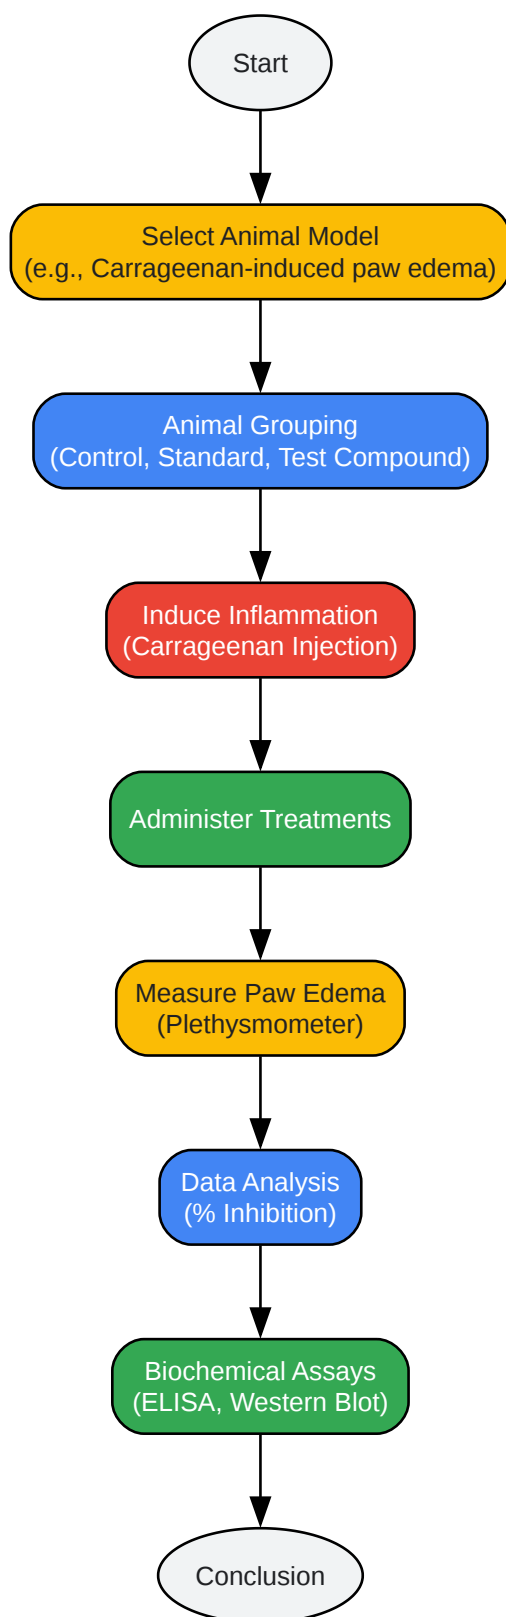 Start
Select Animal Model
(e.g., Carrageenan-induced paw edema)
Animal Grouping
(Control, Standard, Test Compound)
Induce Inflammation
(Carrageenan Injection)
Administer Treatments
Measure Paw Edema
(Plethysmometer)
Data Analysis
(% Inhibition)
Biochemical Assays
(ELISA, Western Blot)
Conclusion